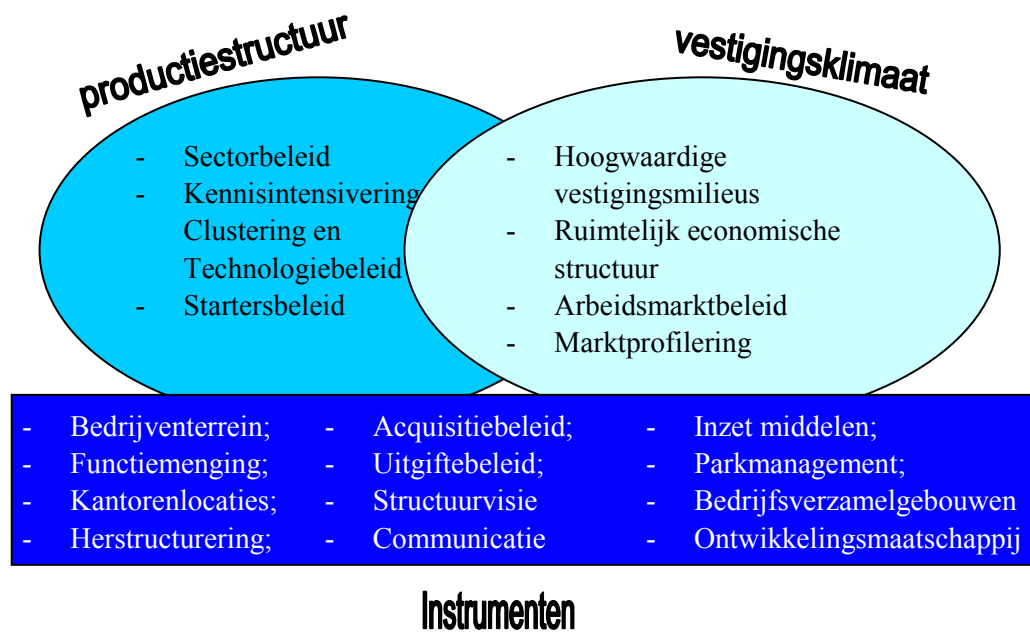 productiestructuur
vestigingsklimaat
- Sectorbeleid
- Kennisintensivering
Clustering en
Technologiebeleid
- Startersbeleid
- Hoogwaardige
vestigingsmilieus
- Ruimtelijk economische
structuur
- Arbeidsmarktbeleid
- Marktprofilering
- Bedrijventerrein;
- Functiemenging;
- Kantorenlocaties;
- Herstructurering;
- Acquisitiebeleid;
- Uitgiftebeleid;
- Structuurvisie
- Communicatie
- Inzet middelen;
- Parkmanagement;
- Bedrijfsverzamelgebouwen
- Ontwikkelingsmaatschappij
Instrumenten